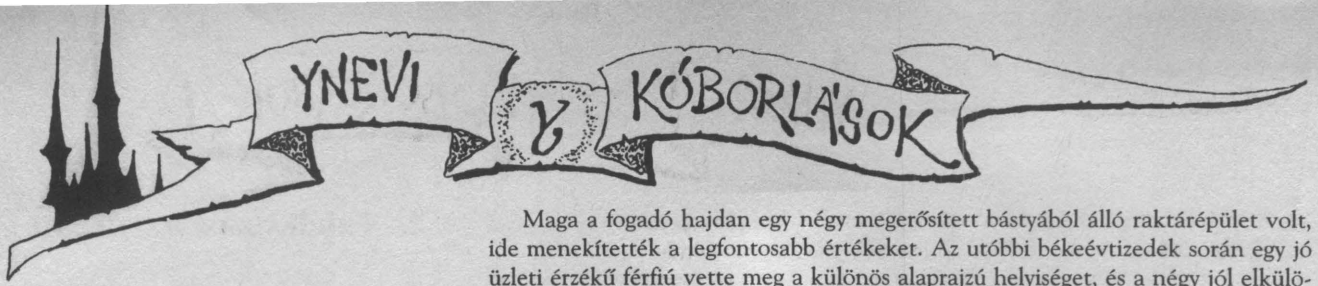 YNEVI Y KÓBORLÁSOK
Maga a fogadó hajdan egy négy megerősített bástyából álló raktárépület volt,
ide menekítették a legfontosabb értékeket. Az utóbbi békeévtizedek során egy jó
üzleti érzékű férfiú vette meg a különös alaprajzú helyiséget, és a négy jól elkülö-